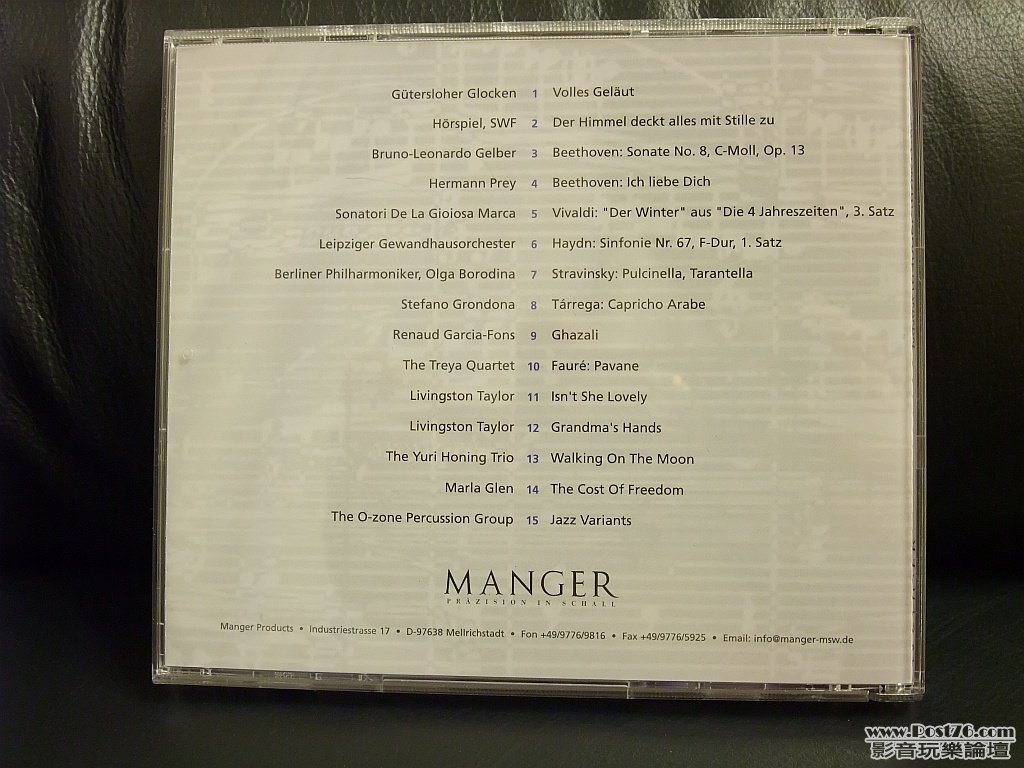 Gütersloher Glocken 1 Volles Geläut
Hörspiel, SWF 2 Der Himmel deckt alles mit Stille zu
Bruno-Leonardo Gelber 3 Beethoven: Sonate No. 8, C-Moll, Op. 13
Hermann Prey 4 Beethoven: Ich liebe Dich
Sonatori De La Gioiosa Marca 5 Vivaldi: "Der Winter" aus "Die 4 Jahreszeiten", 3. Satz
Leipziger Gewandhausorchester 6 Haydn: Sinfonie Nr. 67, F-Dur, 1. Satz
Berliner Philharmoniker, Olga Borodina 7 Stravinsky: Pulcinella, Tarantella
Stefano Grondona 8 Tárrega: Capricho Arabe
Renaud Garcia-Fons 9 Ghazali
The Treya Quartet 10 Fauré: Pavane
Livingston Taylor 11 Isn't She Lovely
Livingston Taylor 12 Grandma's Hands
The Yuri Honing Trio 13 Walking On The Moon
Marla Glen 14 The Cost Of Freedom
The O-zone Percussion Group 15 Jazz Variants
MANGER
PRÄZISION IN SCHALL
Manger Products • Industriestrasse 17 • D-97638 Mellrichstadt • Fon +49/9776/9816 • Fax +49/9776/5925 • Email: info@manger-msw.de
www.Post76.com
影音玩樂論壇